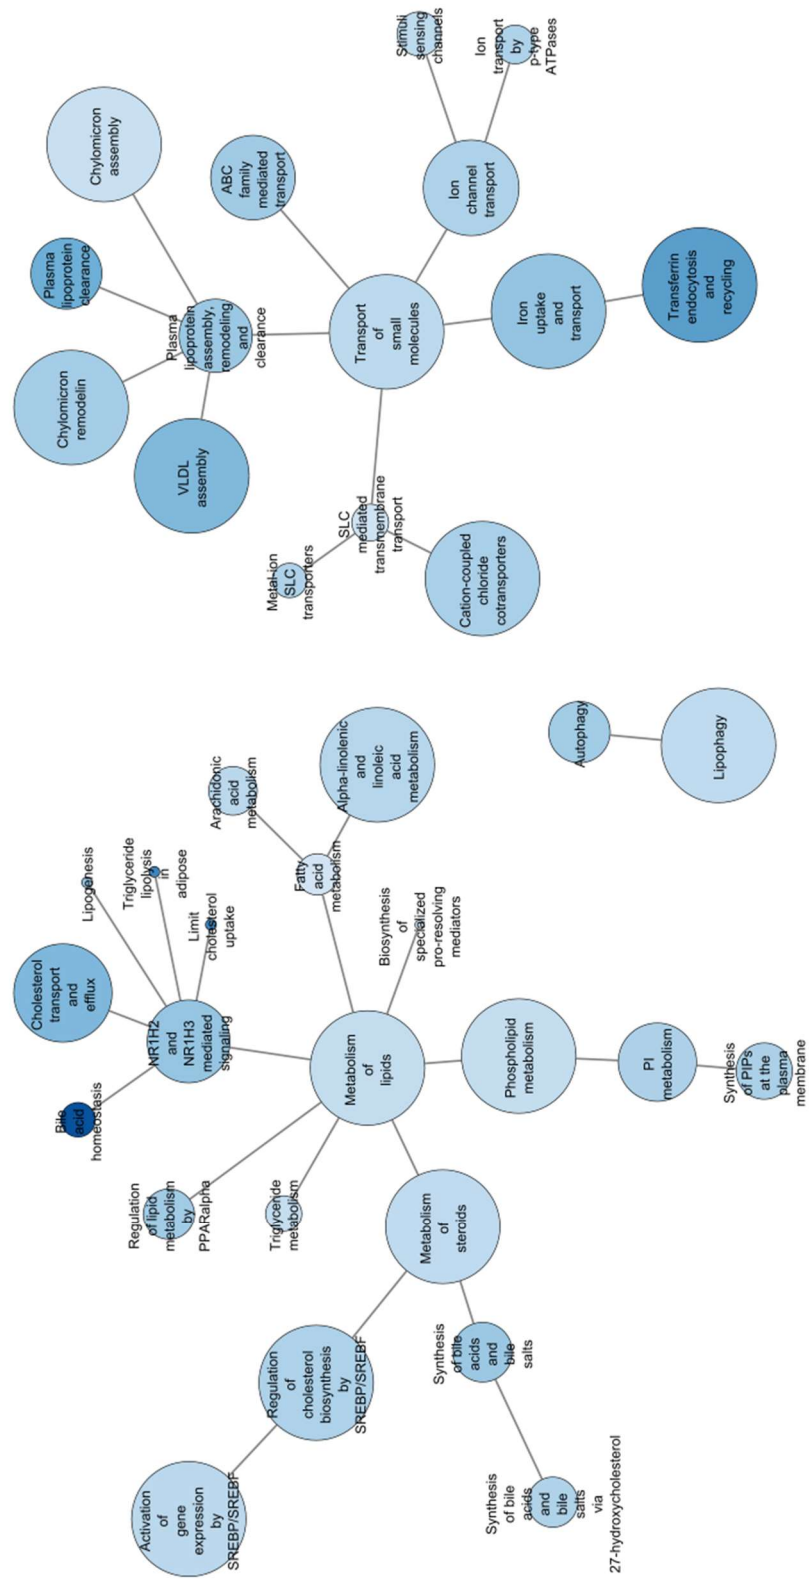 Activation
of
gene
expression
by
SREBP/SREBF
Regulation
of
cholesterol
biosynthesis
by
SREBP/SREBF
Synthesis
of bile
acids
and
bile
salts
via
27-hydroxycholesterol
Synthesis
of bile
acids
and
bile
salts
Metabolism
of
steroids
Regulation
of lipid
metabolism
by
PPARalpha
Triglyceride
metabolism
Bile
acid
homeostasis
Cholesterol
transport
and
efflux
NR1H2
and
NR1H3
mediated
signaling
Lipogenesis
Triglyceride
lipolysis
in
adipose
Limit
cholesterol
uptake
Metabolism
of
lipids
Phospholipid
metabolism
PI
metabolism
Synthesis
of PIPs
at the
plasma
membrane
Biosynthesis
of
specialized
pro-resolving
mediators
Fatty
acid
metabolism
Arachidonic
acid
metabolism
Alpha-linolenic
and
linoleic
acid
metabolism
Autophagy
Lipophagy
Metal-ion
SLC
transporters
SLC
mediated
transmembrane
transport
Cation-coupled
chloride
cotransporters
VLDL
assembly
Chylomicron
remodelin
Plasma
lipoprotein
clearance
Chylomicron
assembly
Plasma
lipoprotein
assembly,
remodeling
and
clearance
ABC
family
mediated
transport
Transport
of
small
molecules
Ion
channel
transport
Stimuli
sensing
channels
Ion
transport
by
p-type
ATPases
Iron
uptake
and
transport
Transferrin
endocytosis
and
recycling